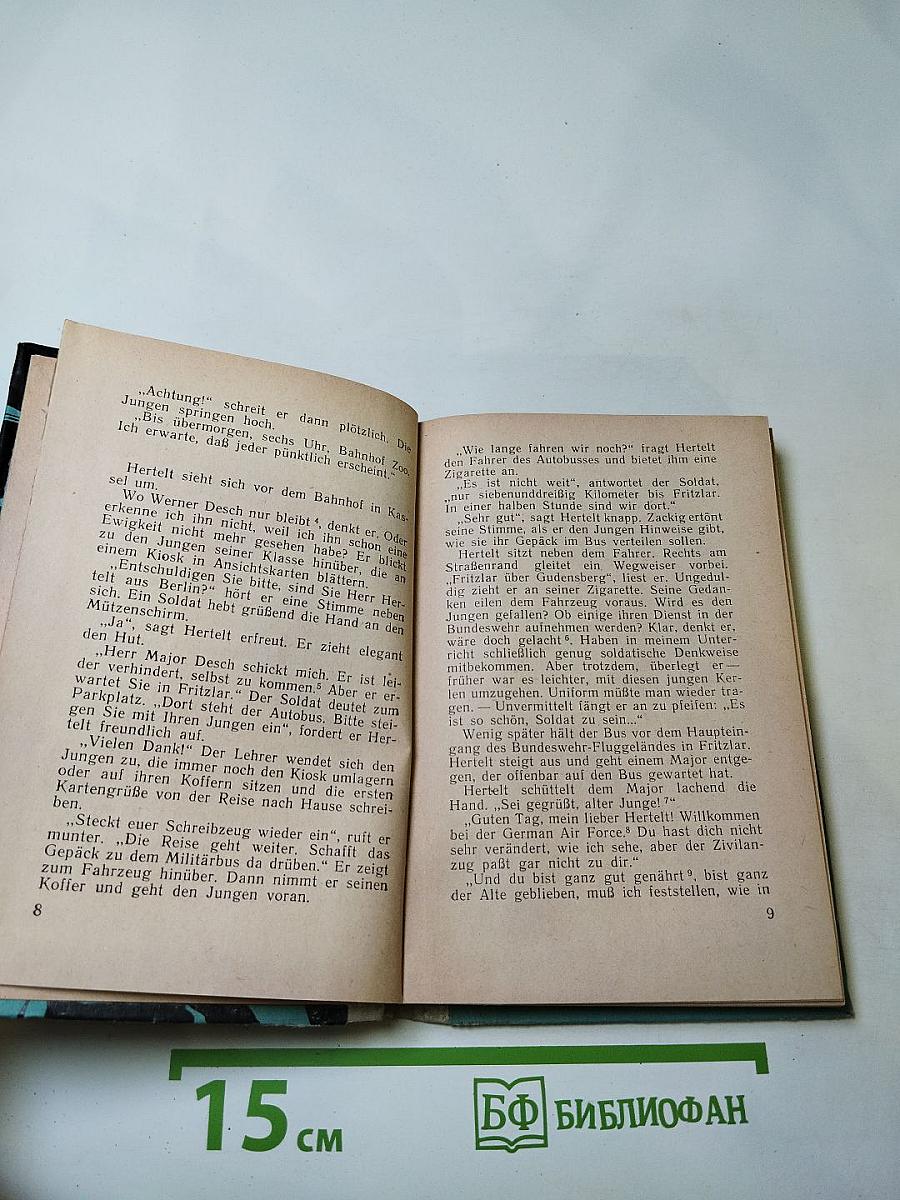 „Achtung!“ schreit er dann plötzlich. Die
Jungen springen hoch.
„Bis übermorgen, sechs Uhr, Bahnhof Zoo.
Ich erwarte, daß jeder pünktlich erscheint.“
Hertelt sieht sich vor dem Bahnhof in Kas-
sel um.
Wo Werner Desch nur bleibt⁴, denkt er. Oder
erkenne ich ihn nicht, weil ich ihn schon eine
Ewigkeit nicht mehr gesehen habe? Er blickt
zu den Jungen seiner Klasse hinüber, die an
einem Kiosk in Ansichtskarten blättern.
„Entschuldigen Sie bitte, sind Sie Herr Her-
telt aus Berlin?“ hört er eine Stimme neben
sich. Ein Soldat hebt grüßend die Hand an den
Mützenschirm.
„Ja“, sagt Hertelt erfreut. Er zieht elegant
den Hut.
„Herr Major Desch schickt mich. Er ist lei-
der verhindert, selbst zu kommen.⁵ Aber er er-
wartet Sie in Fritzlar.“ Der Soldat deutet zum
Parkplatz. „Dort steht der Autobus. Bitte stei-
gen Sie mit Ihren Jungen ein“, fordert er Her-
telt freundlich auf.
„Vielen Dank!“ Der Lehrer wendet sich den
Jungen zu, die immer noch den Kiosk umlagern
oder auf ihren Koffern sitzen und die ersten
Kartengrüße von der Reise nach Hause schrei-
ben.
„Steckt euer Schreibzeug wieder ein“, ruft er
munter. „Die Reise geht weiter. Schafft das
Gepäck zu dem Militärbus da drüben.“ Er zeigt
zum Fahrzeug hinüber. Dann nimmt er seinen
Koffer und geht den Jungen voran.
8
„Wie lange fahren wir noch?“ fragt Hertelt
den Fahrer des Autobusses und bietet ihm eine
Zigarette an.
„Es ist nicht weit“, antwortet der Soldat,
„nur siebenunddreißig Kilometer bis Fritzlar.
In einer halben Stunde sind wir dort.“
„Sehr gut“, sagt Hertelt knapp. Zackig ertönt
seine Stimme, als er den Jungen Hinweise gibt,
wie sie ihr Gepäck im Bus verteilen sollen.
Hertelt sitzt neben dem Fahrer. Rechts am
Straßenrand gleitet ein Wegweiser vorbei.
„Fritzlar über Gudensberg“, liest er. Ungedul-
dig zieht er an seiner Zigarette. Seine Gedan-
ken eilen dem Fahrzeug voraus. Wird es den
Jungen gefallen? Ob einige ihren Dienst in der
Bundeswehr aufnehmen werden? Klar, denkt er,
wäre doch gelacht⁶. Haben in meinem Unter-
richt schließlich genug soldatische Denkweise
mitbekommen. Aber trotzdem, überlegt er —
früher war es leichter, mit diesen jungen Ker-
len umzugehen. Uniform müßte man wieder tra-
gen. — Unvermittelt fängt er an zu pfeifen: „Es
ist so schön, Soldat zu sein...“
Wenig später hält der Bus vor dem Hauptein-
gang des Bundeswehr-Fluggeländes in Fritzlar.
Hertelt steigt aus und geht einem Major entge-
gen, der offenbar auf den Bus gewartet hat.
Hertelt schüttelt dem Major lachend die
Hand. „Sei gegrüßt, alter Junge!⁷“
„Guten Tag, mein lieber Hertelt! Willkommen
bei der German Air Force.⁸ Du hast dich nicht
sehr verändert, wie ich sehe, aber der Zivilan-
zug paßt gar nicht zu dir.“
„Und du bist ganz gut genährt⁹, bist ganz
der Alte geblieben, muß ich feststellen, wie in
9
15 см
БФ БИБЛИОФАН